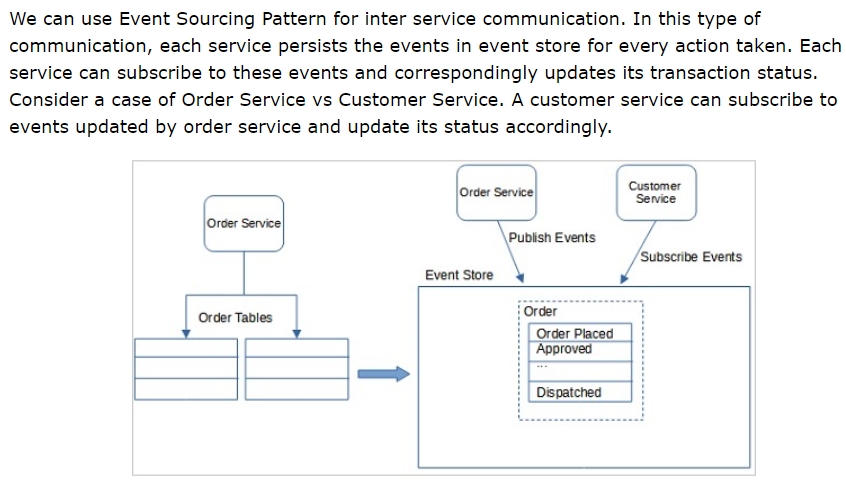 We can use Event Sourcing Pattern for inter service communication. In this type of
communication, each service persists the events in event store for every action taken. Each
service can subscribe to these events and correspondingly updates its transaction status.
Consider a case of Order Service vs Customer Service. A customer service can subscribe to
events updated by order service and update its status accordingly.
Order Service
Order Tables
Order Service
Customer
Service
Publish Events
Subscribe Events
Event Store
Order
Order Placed
Approved
...
Dispatched